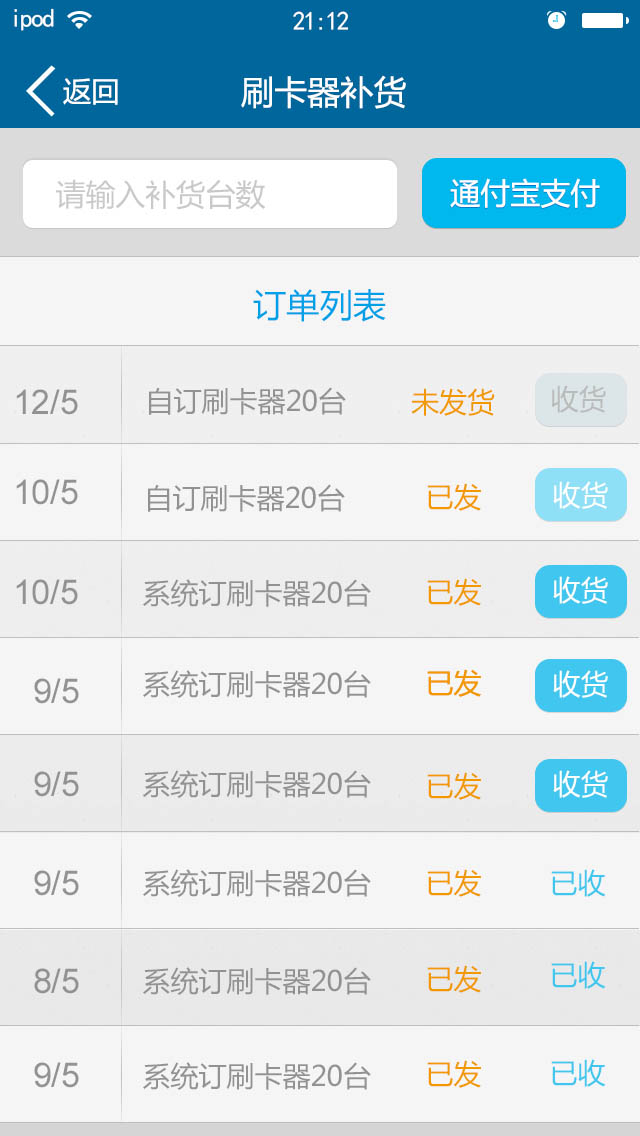 ipod 21:12
返回 刷卡器补货
请输入补货台数 通付宝支付
订单列表
12/5 自订刷卡器20台 未发货 收货
10/5 自订刷卡器20台 已发 收货
10/5 系统订刷卡器20台 已发 收货
9/5 系统订刷卡器20台 已发 收货
9/5 系统订刷卡器20台 已发 收货
9/5 系统订刷卡器20台 已发 已收
8/5 系统订刷卡器20台 已发 已收
9/5 系统订刷卡器20台 已发 已收